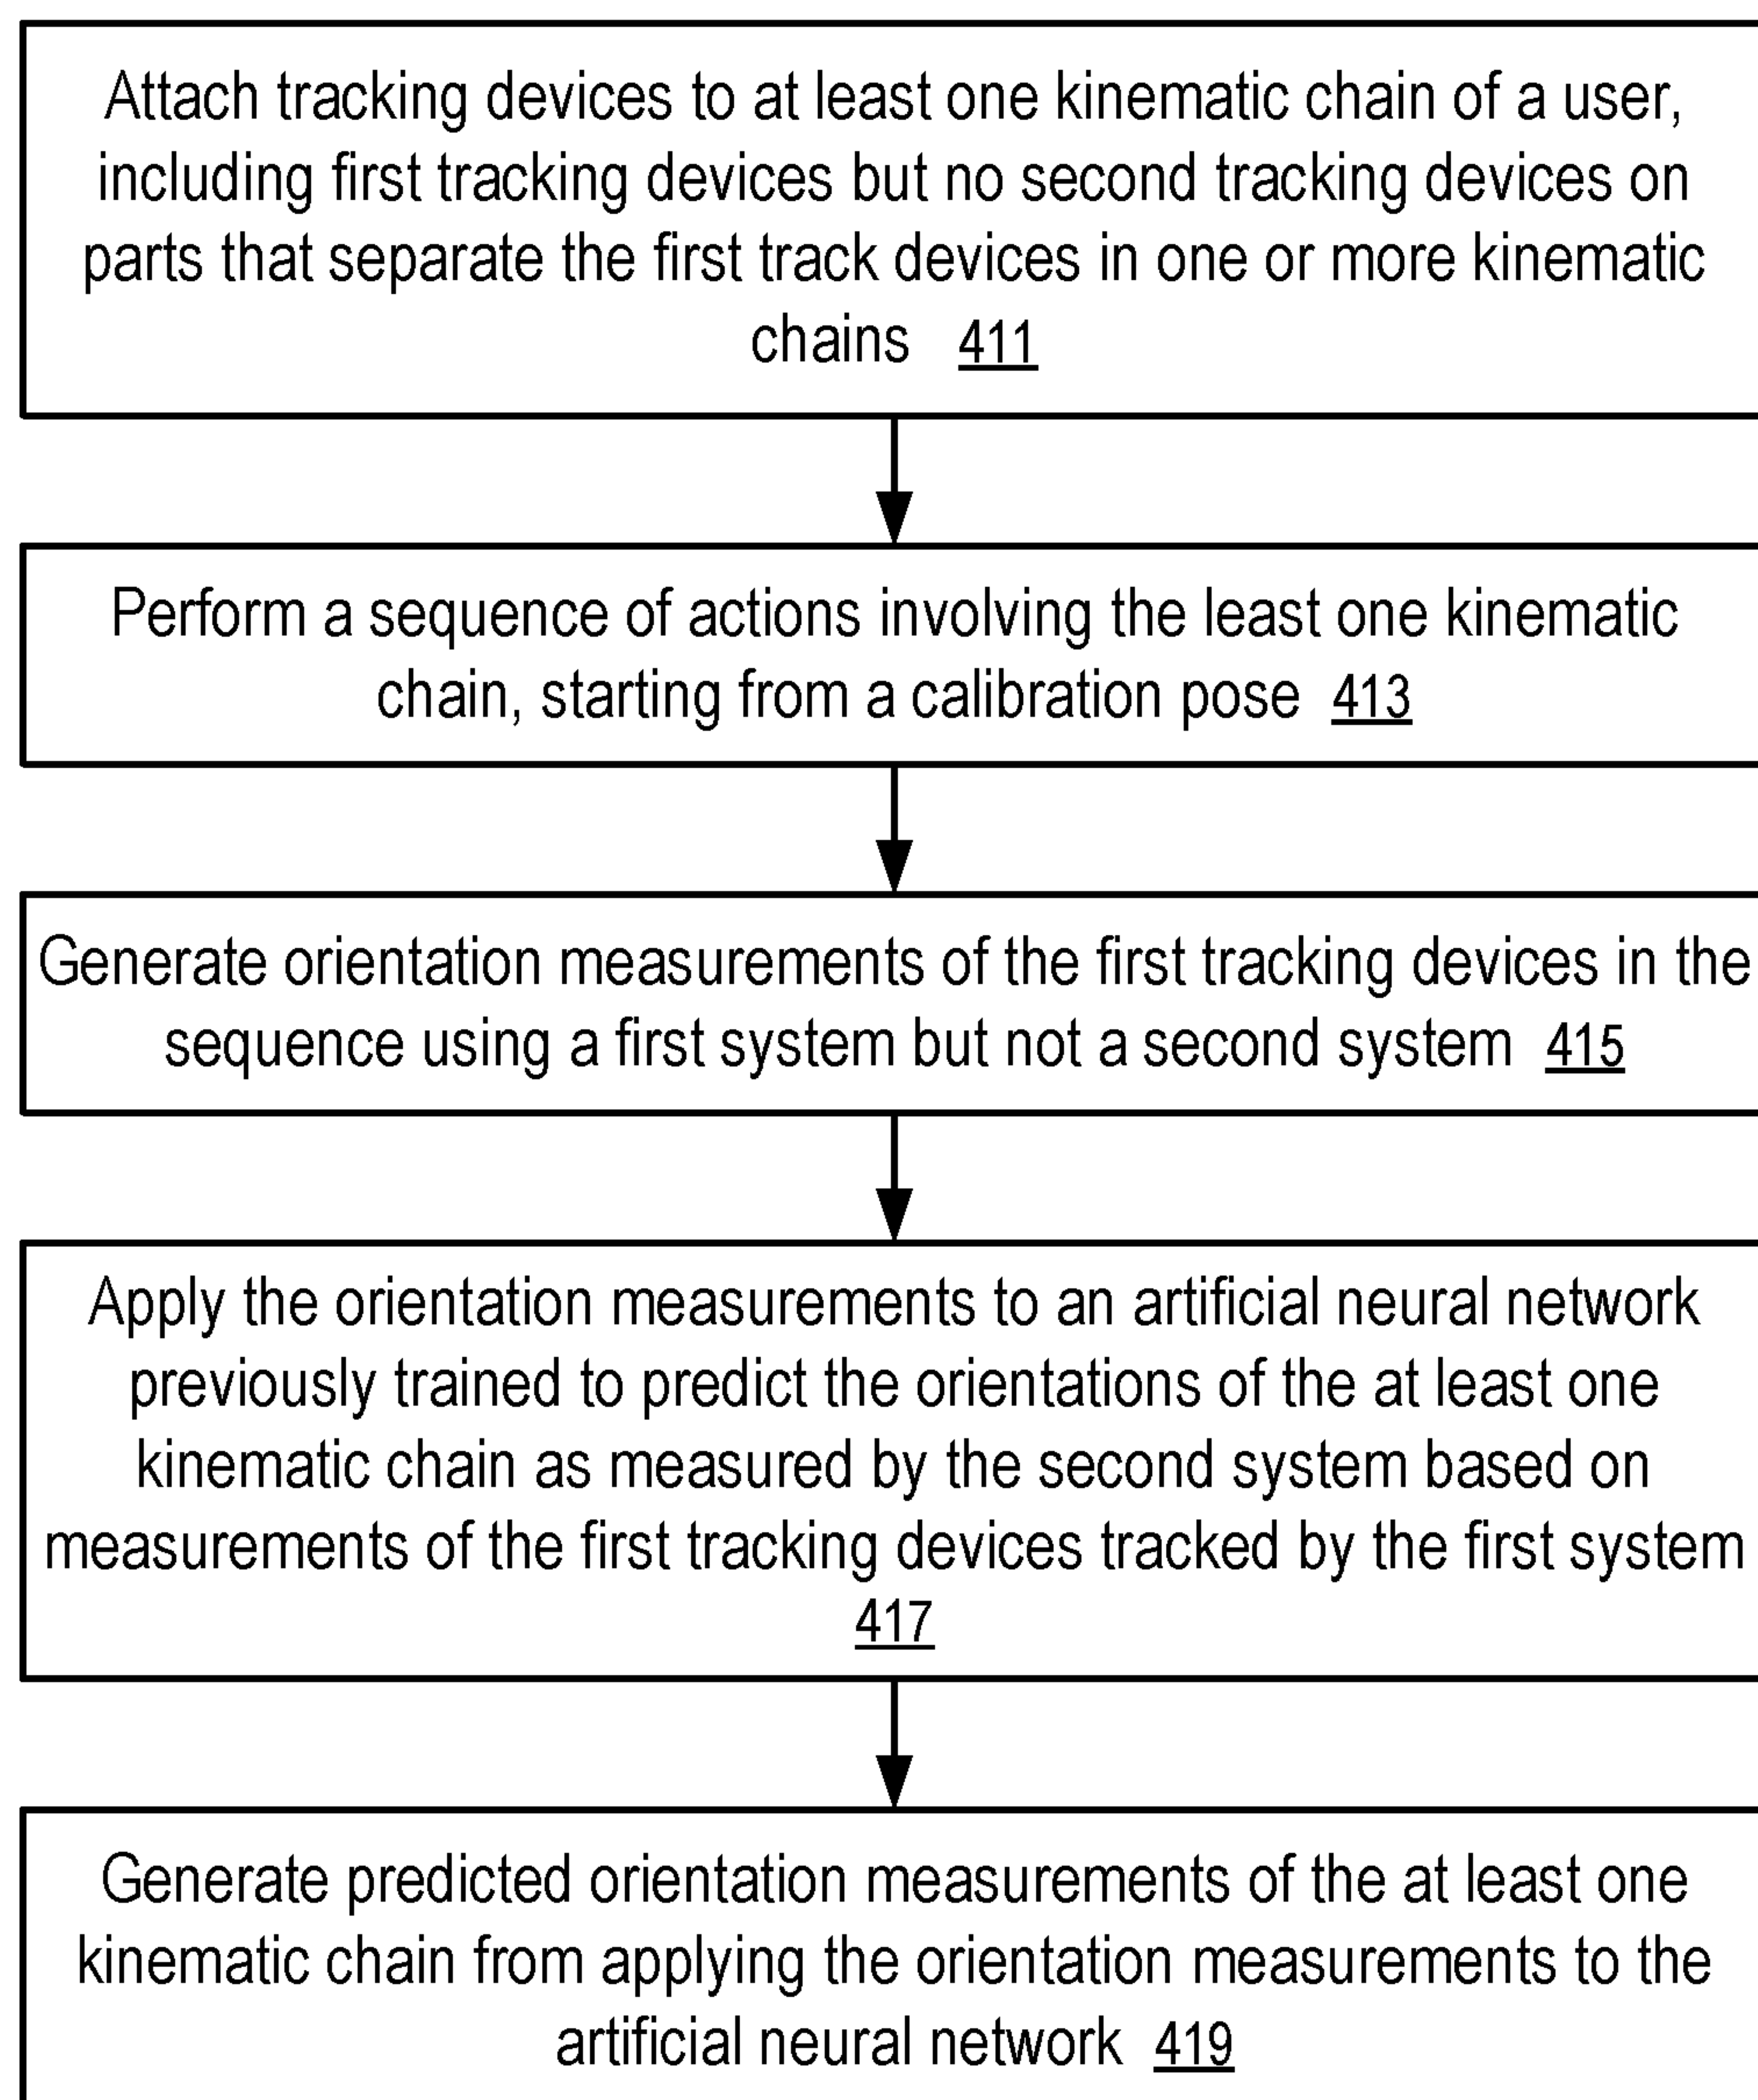 Attach tracking devices to at least one kinematic chain of a user,
including first tracking devices but no second tracking devices on
parts that separate the first track devices in one or more kinematic
chains 411
Perform a sequence of actions involving the least one kinematic
chain, starting from a calibration pose 413
Generate orientation measurements of the first tracking devices in the
sequence using a first system but not a second system 415
Apply the orientation measurements to an artificial neural network
previously trained to predict the orientations of the at least one
kinematic chain as measured by the second system based on
measurements of the first tracking devices tracked by the first system
417
Generate predicted orientation measurements of the at least one
kinematic chain from applying the orientation measurements to the
artificial neural network 419